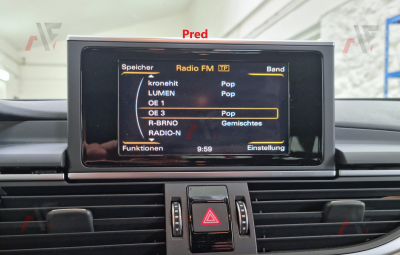 Pred
Speicher Radio FM TP Band
kronehit Pop
LUMEN Pop
OE 1
OE 3 Pop
R-BRNO Gemischtes
RADIO-N
Funktionen 9:59 Einstellung